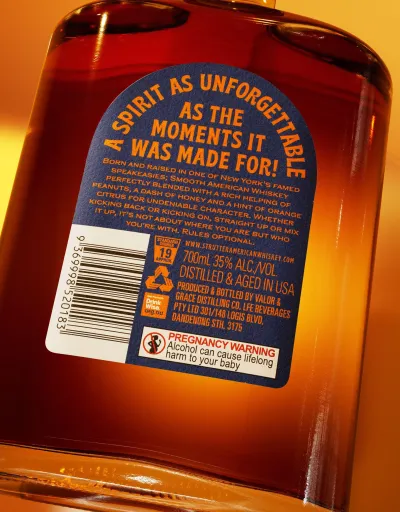 A SPIRIT AS UNFORGETTABLE
AS THE
MOMENTS IT
WAS MADE FOR!
BORN AND RAISED IN ONE OF NEW YORK'S FAMED
SPEAKEASIES; SMOOTH AMERICAN WHISKEY
PERFECTLY BLENDED WITH A RICH HELPING OF
PEANUTS, A DASH OF HONEY AND A HINT OF ORANGE
CITRUS FOR UNDENIABLE CHARACTER. WHETHER
KICKING BACK OR KICKING ON, STRAIGHT UP OR MIX
IT UP, IT'S NOT ABOUT WHERE YOU ARE BUT WHO
YOU'RE WITH. RULES OPTIONAL.
WWW.STRUTTERAMERICANWHISKEY.COM
19
700mL 35% ALC/VOL.
DISTILLED & AGED IN USA
PRODUCED & BOTTLED BY VALOR &
GRACE DISTILLING CO. LFE BEVERAGES
PTY LTD 301/148 LOGIS BLVD,
DANDENONG STH, 3175
9369998520183
PREGNANCY WARNING
Alcohol can cause lifelong
harm to your baby